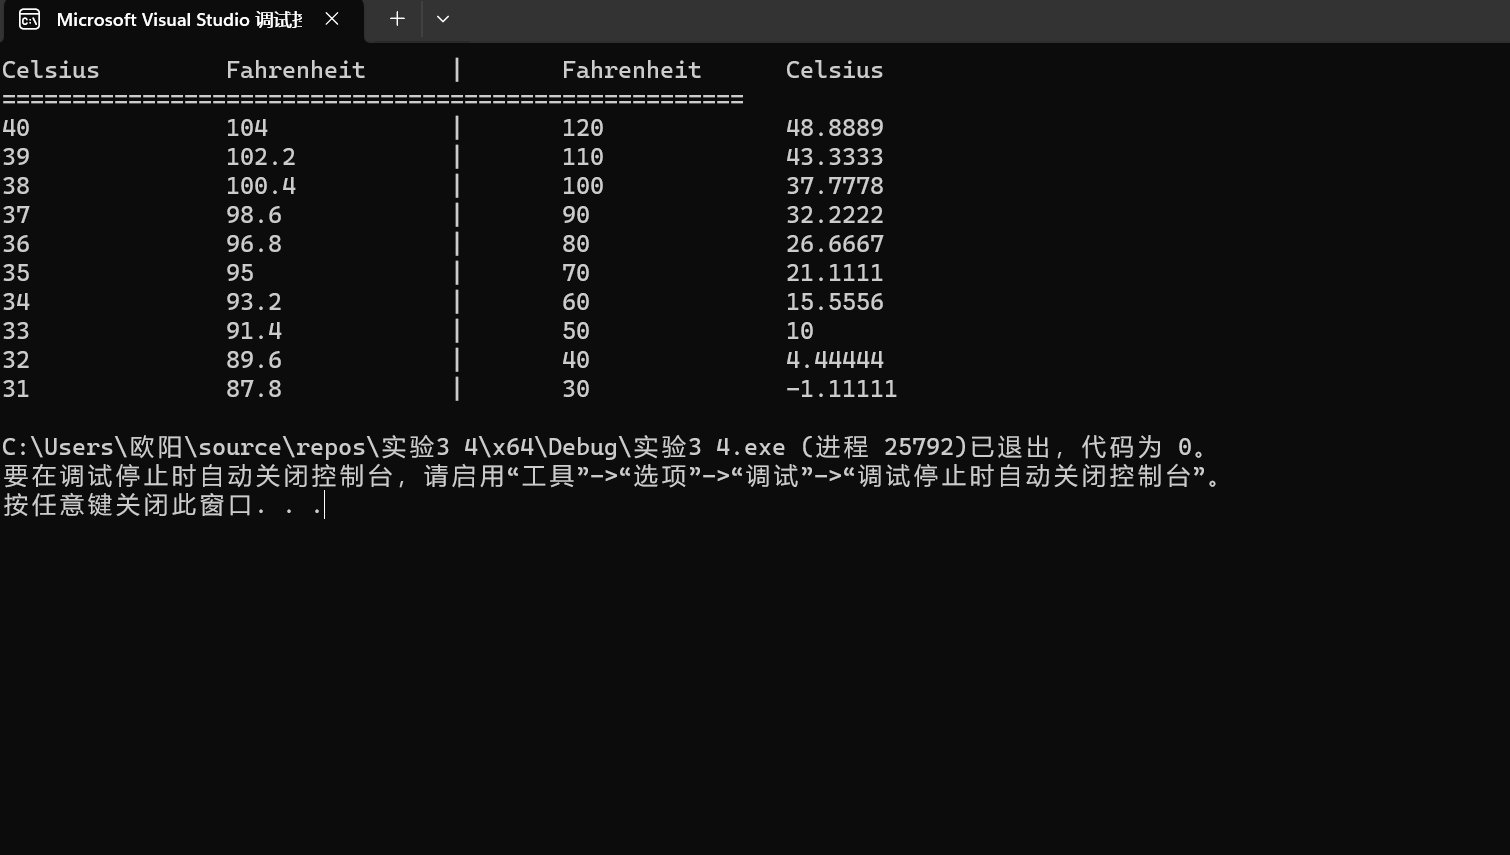 Microsoft Visual Studio 调试
Celsius Fahrenheit | Fahrenheit Celsius
=====================================================
40 104 | 120 48.8889
39 102.2 | 110 43.3333
38 100.4 | 100 37.7778
37 98.6 | 90 32.2222
36 96.8 | 80 26.6667
35 95 | 70 21.1111
34 93.2 | 60 15.5556
33 91.4 | 50 10
32 89.6 | 40 4.44444
31 87.8 | 30 -1.11111
C:\Users\欧阳\source\repos\实验3 4\x64\Debug\实验3 4.exe (进程 25792)已退出，代码为 0。
要在调试停止时自动关闭控制台，请启用“工具”->“选项”->“调试”->“调试停止时自动关闭控制台”。
按任意键关闭此窗口. . .